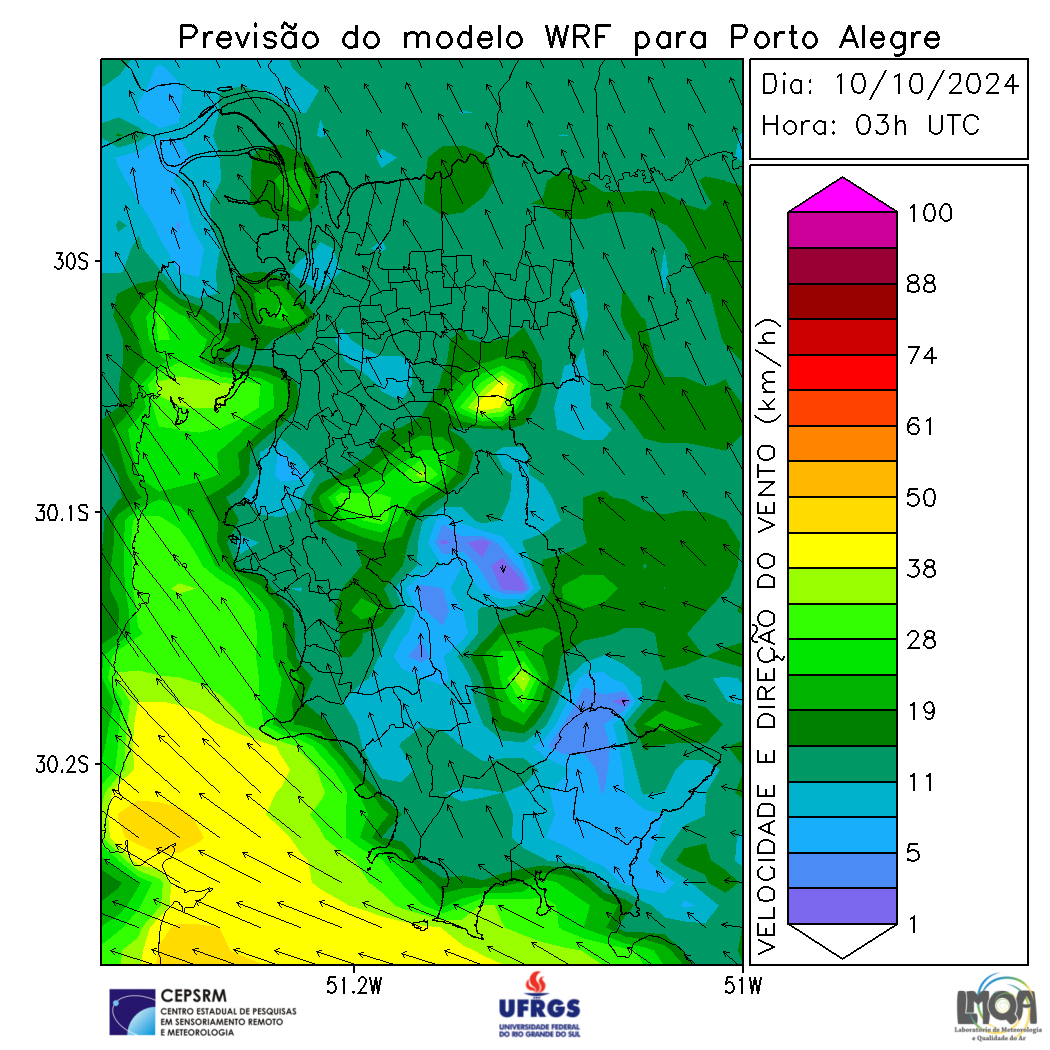 Previsão do modelo WRF para Porto Alegre
Dia: 10/10/2024
Hora: 03h UTC
30S
30.1S
30.2S
51.2W
51W
VELOCIDADE E DIREÇÃO DO VENTO (km/h)
100
88
74
61
50
38
28
19
11
5
1
CEPSRM
CENTRO ESTADUAL DE PESQUISAS
EM SENSORIAMENTO REMOTO
E METEOROLOGIA
UFRGS
UNIVERSIDADE FEDERAL
DO RIO GRANDE DO SUL
LMQA
Laboratório de Meteorologia
e Qualidade do Ar